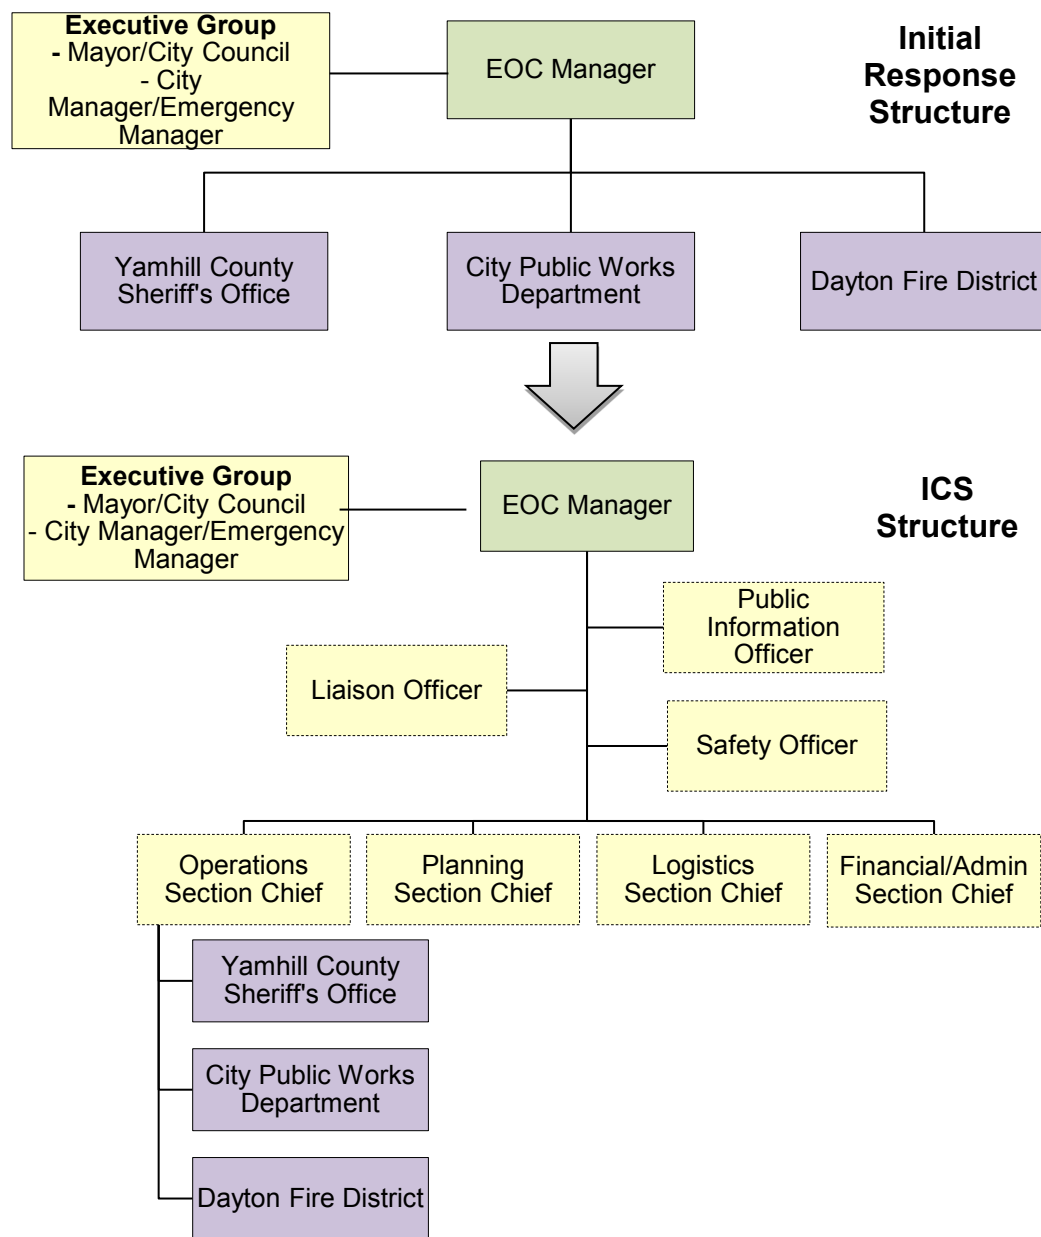 Executive Group
- Mayor/City Council
- City
Manager/Emergency
Manager
EOC Manager
Initial
Response
Structure
Yamhill County
Sheriff's Office
City Public Works
Department
Dayton Fire District
Executive Group
- Mayor/City Council
- City Manager/Emergency
Manager
EOC Manager
ICS
Structure
Public
Information
Officer
Liaison Officer
Safety Officer
Operations
Section Chief
Planning
Section Chief
Logistics
Section Chief
Financial/Admin
Section Chief
Yamhill County
Sheriff's Office
City Public Works
Department
Dayton Fire District